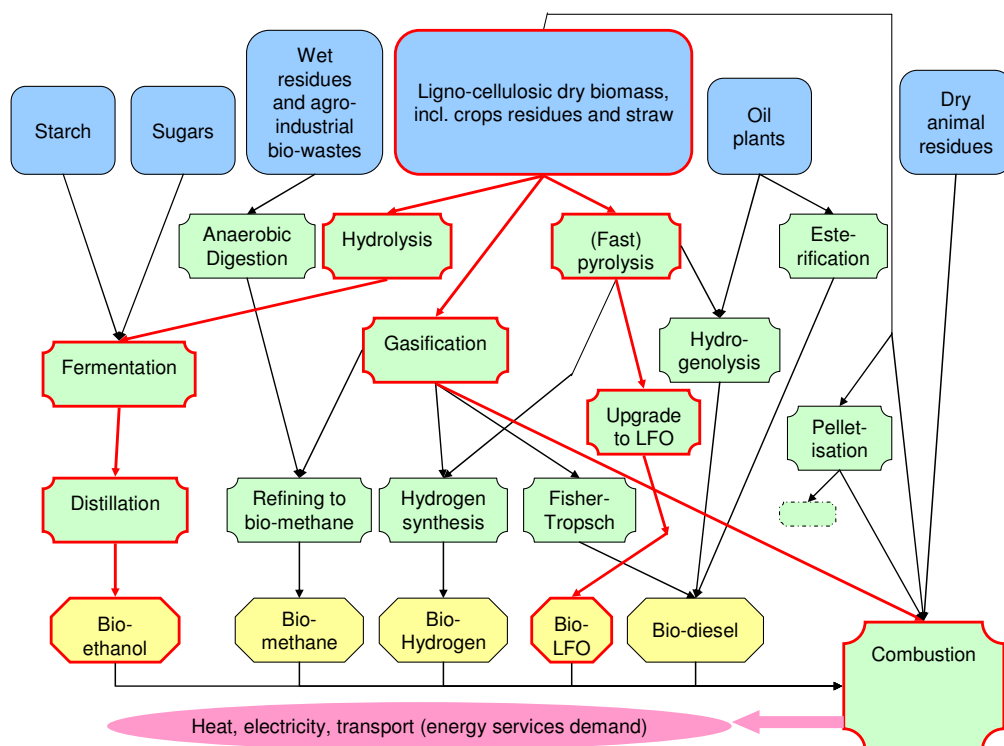 Starch
Sugars
Wet
residues
and agro-
industrial
bio-wastes
Ligno-cellulosic dry biomass,
incl. crops residues and straw
Oil
plants
Dry
animal
residues
Anaerobic
Digestion
Hydrolysis
(Fast)
pyrolysis
Este-
rification
Fermentation
Gasification
Hydro-
genolysis
Upgrade
to LFO
Pellet-
isation
Distillation
Refining to
bio-methane
Hydrogen
synthesis
Fisher-
Tropsch
Bio-
ethanol
Bio-
methane
Bio-
Hydrogen
Bio-
LFO
Bio-diesel
Combustion
Heat, electricity, transport (energy services demand)